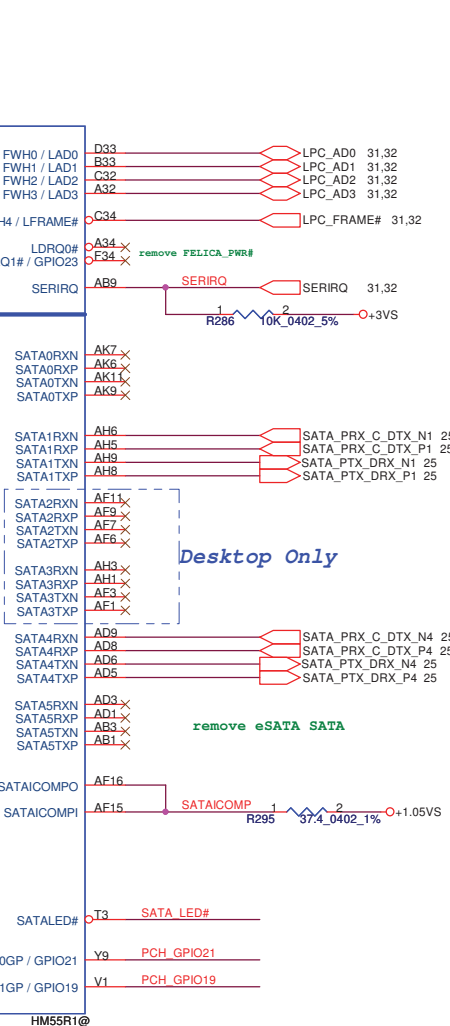 FWH0 / LAD0 D33 LPC_AD0 31,32
FWH1 / LAD1 B33 LPC_AD1 31,32
FWH2 / LAD2 C32 LPC_AD2 31,32
FWH3 / LAD3 A32 LPC_AD3 31,32
H4 / LFRAME# C34 LPC_FRAME# 31,32
LDRQ0# A34
remove FELICA_PWR#
Q1# / GPIO23 F34
SERIRQ AB9 SERIRQ SERIRQ 31,32
1 2 +3VS
R286 10K_0402_5%
SATA0RXN AK7
SATA0RXP AK6
SATA0TXN AK11
SATA0TXP AK9
SATA1RXN AH6 SATA_PRX_C_DTX_N1 25
SATA1RXP AH5 SATA_PRX_C_DTX_P1 25
SATA1TXN AH9 SATA_PTX_DRX_N1 25
SATA1TXP AH8 SATA_PTX_DRX_P1 25
SATA2RXN AF11
SATA2RXP AF9
SATA2TXN AF7
SATA2TXP AF6
Desktop Only
SATA3RXN AH3
SATA3RXP AH1
SATA3TXN AF3
SATA3TXP AF1
SATA4RXN AD9 SATA_PRX_C_DTX_N4 25
SATA4RXP AD8 SATA_PRX_C_DTX_P4 25
SATA4TXN AD6 SATA_PTX_DRX_N4 25
SATA4TXP AD5 SATA_PTX_DRX_P4 25
SATA5RXN AD3
SATA5RXP AD1
remove eSATA SATA
SATA5TXN AB3
SATA5TXP AB1
SATAICOMPO AF16
SATAICOMPI AF15 SATAICOMP 1 2 +1.05VS
R295 37.4_0402_1%
SATALED# T3 SATA_LED#
0GP / GPIO21 Y9 PCH_GPIO21
1GP / GPIO19 V1 PCH_GPIO19
HM55R1@